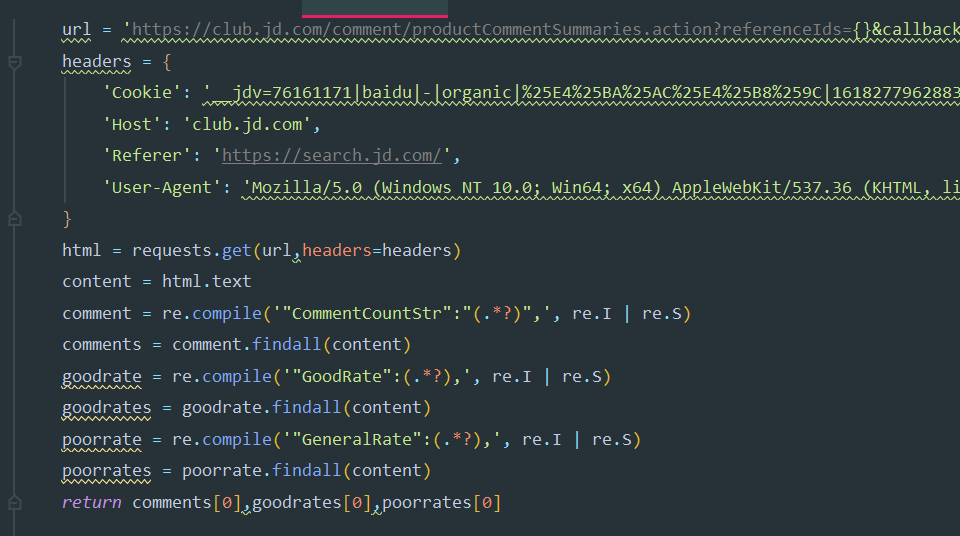 url = 'https://club.jd.com/comment/productCommentSummaries.action?referenceIds={}&callback
headers = {
'Cookie': '__jdv=76161171|baidu|-|organic|%25E4%25BA%25AC%25E4%25B8%259C|1618277962883
'Host': 'club.jd.com',
'Referer': 'https://search.jd.com/',
'User-Agent': 'Mozilla/5.0 (Windows NT 10.0; Win64; x64) AppleWebKit/537.36 (KHTML, li
}
html = requests.get(url,headers=headers)
content = html.text
comment = re.compile('"CommentCountStr":"(.*?)",', re.I | re.S)
comments = comment.findall(content)
goodrate = re.compile('"GoodRate":(.*?),', re.I | re.S)
goodrates = goodrate.findall(content)
poorrate = re.compile('"GeneralRate":(.*?),', re.I | re.S)
poorrates = poorrate.findall(content)
return comments[0],goodrates[0],poorrates[0]